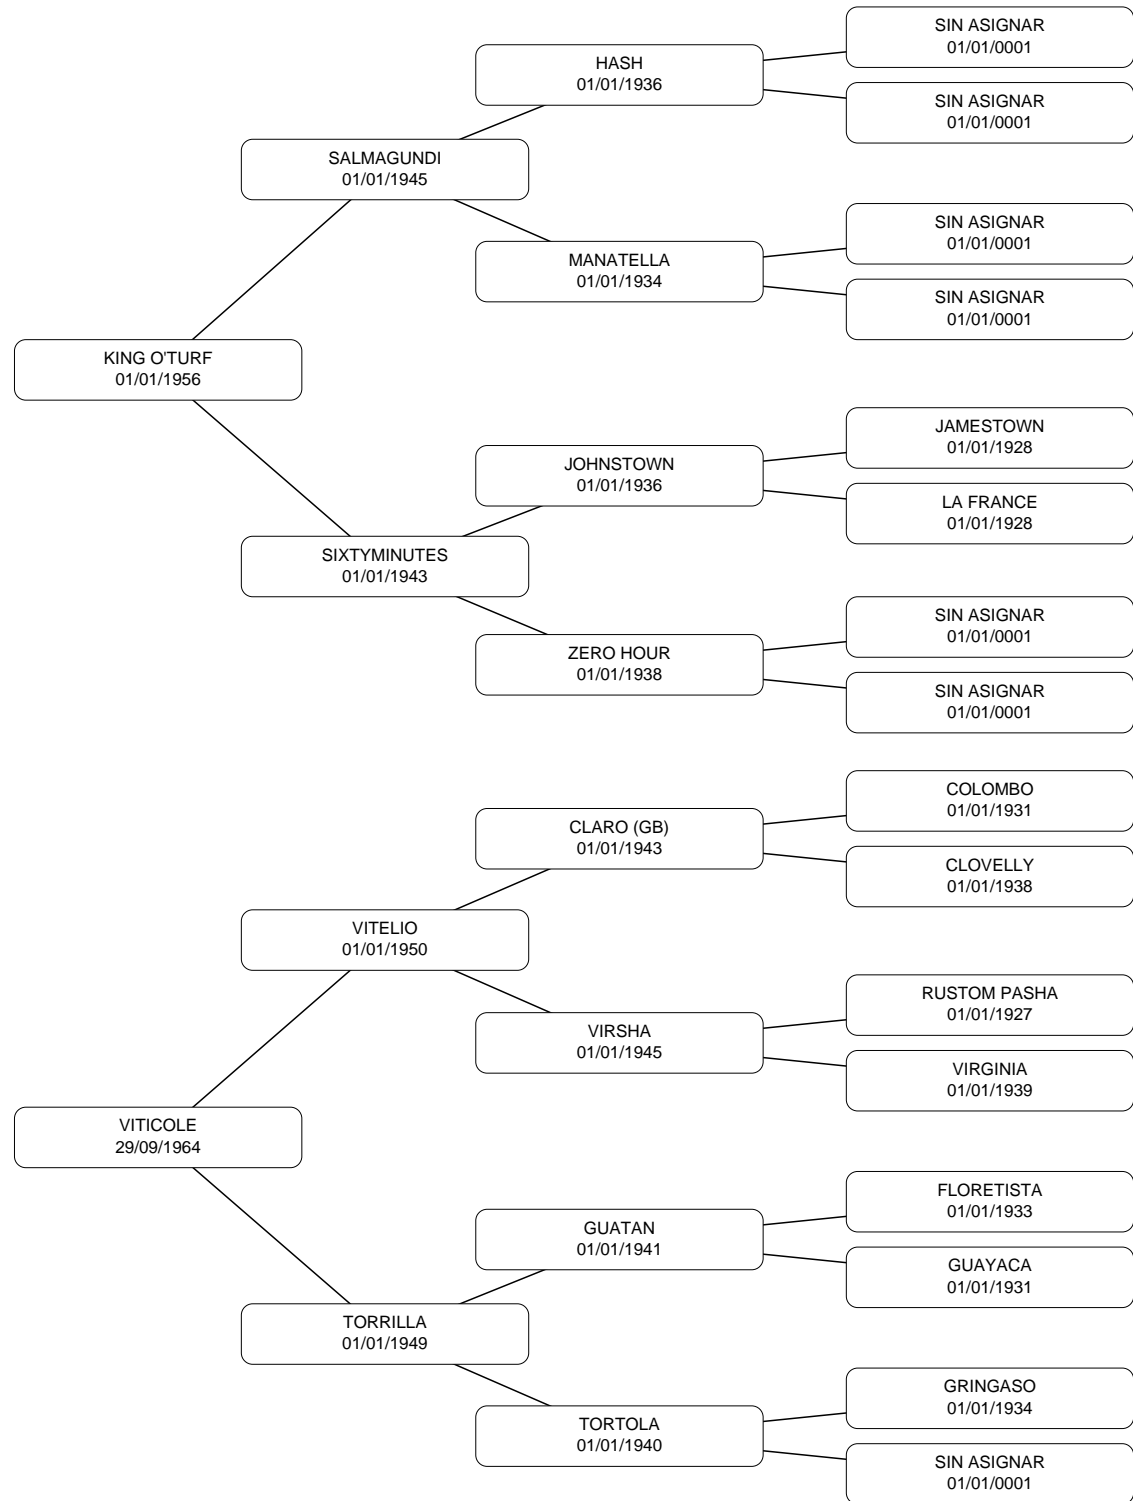 SIN ASIGNAR
01/01/0001
HASH
01/01/1936
SIN ASIGNAR
01/01/0001
SALMAGUNDI
01/01/1945
SIN ASIGNAR
01/01/0001
MANATELLA
01/01/1934
SIN ASIGNAR
01/01/0001
KING O'TURF
01/01/1956
JAMESTOWN
01/01/1928
JOHNSTOWN
01/01/1936
LA FRANCE
01/01/1928
SIXTYMINUTES
01/01/1943
SIN ASIGNAR
01/01/0001
ZERO HOUR
01/01/1938
SIN ASIGNAR
01/01/0001
COLOMBO
01/01/1931
CLARO (GB)
01/01/1943
CLOVELLY
01/01/1938
VITELIO
01/01/1950
RUSTOM PASHA
01/01/1927
VIRSHA
01/01/1945
VIRGINIA
01/01/1939
VITICOLE
29/09/1964
FLORETISTA
01/01/1933
GUATAN
01/01/1941
GUAYACA
01/01/1931
TORRILLA
01/01/1949
GRINGASO
01/01/1934
TORTOLA
01/01/1940
SIN ASIGNAR
01/01/0001